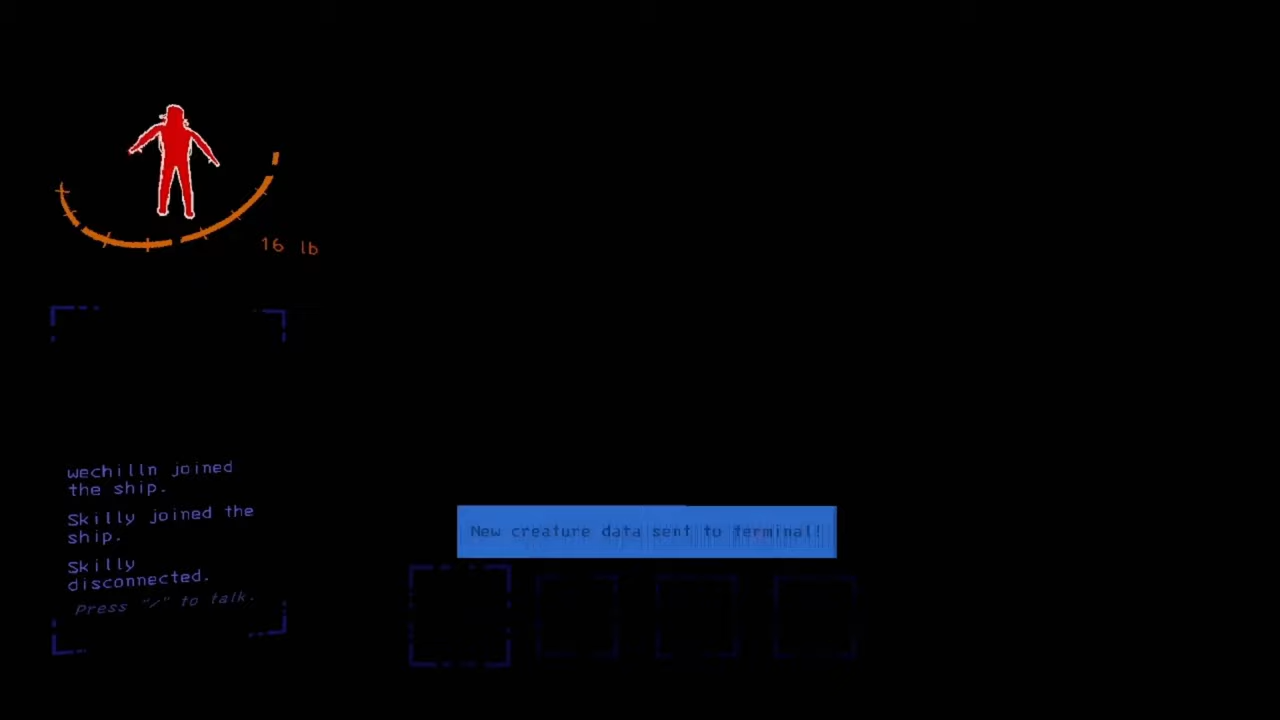 16 lb
wechilln joined
the ship.
Skilly joined the
ship.
Skilly
disconnected.
Press "/" to talk.
New creature data sent to terminal!